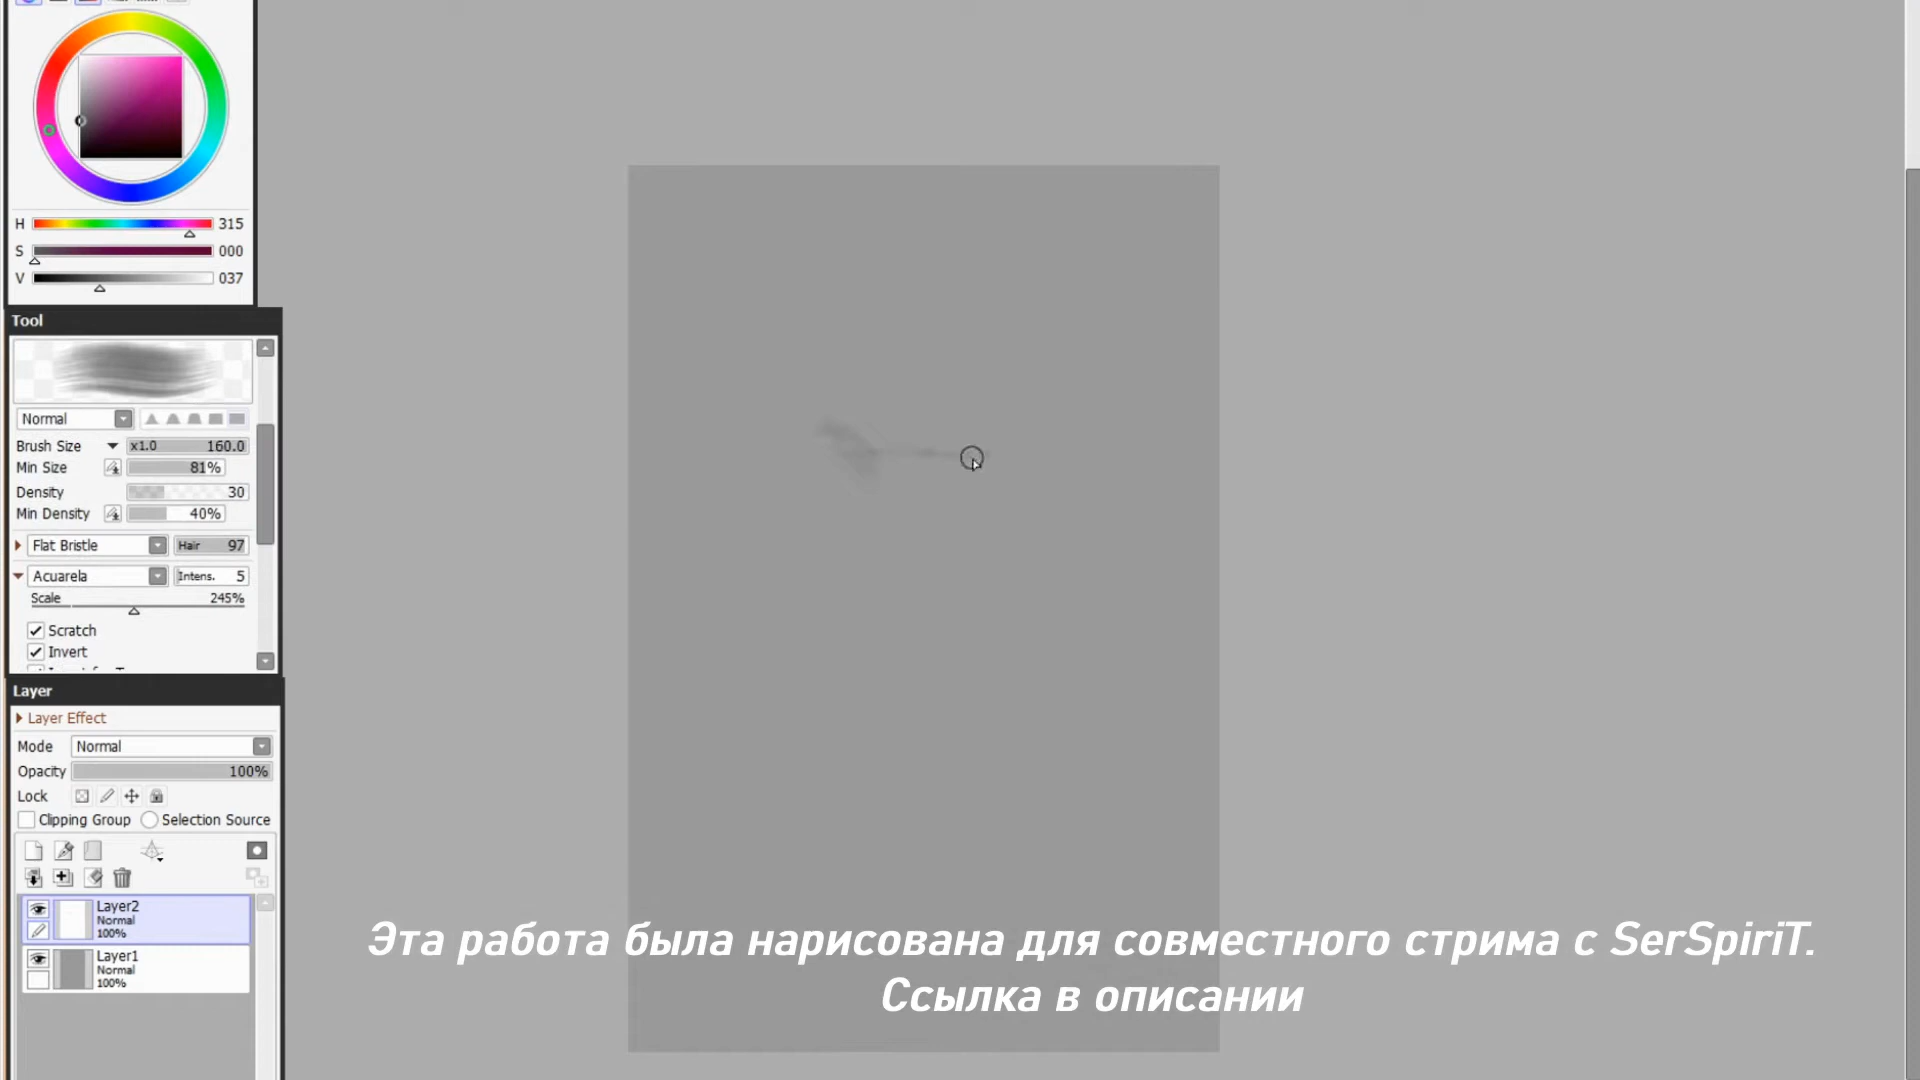 H 315
S 000
V 037
Tool
Normal
Brush Size x1.0 160.0
Min Size 81%
Density 30
Min Density 40%
Flat Bristle Hair 97
Acuarela Intens. 5
Scale 245%
Scratch
Invert
Layer
Layer Effect
Mode Normal
Opacity 100%
Lock
Clipping Group Selection Source
Layer2
Normal
100%
Layer1
Normal
100%
Эта работа была нарисована для совместного стрима с SerSpiriT.
Ссылка в описании